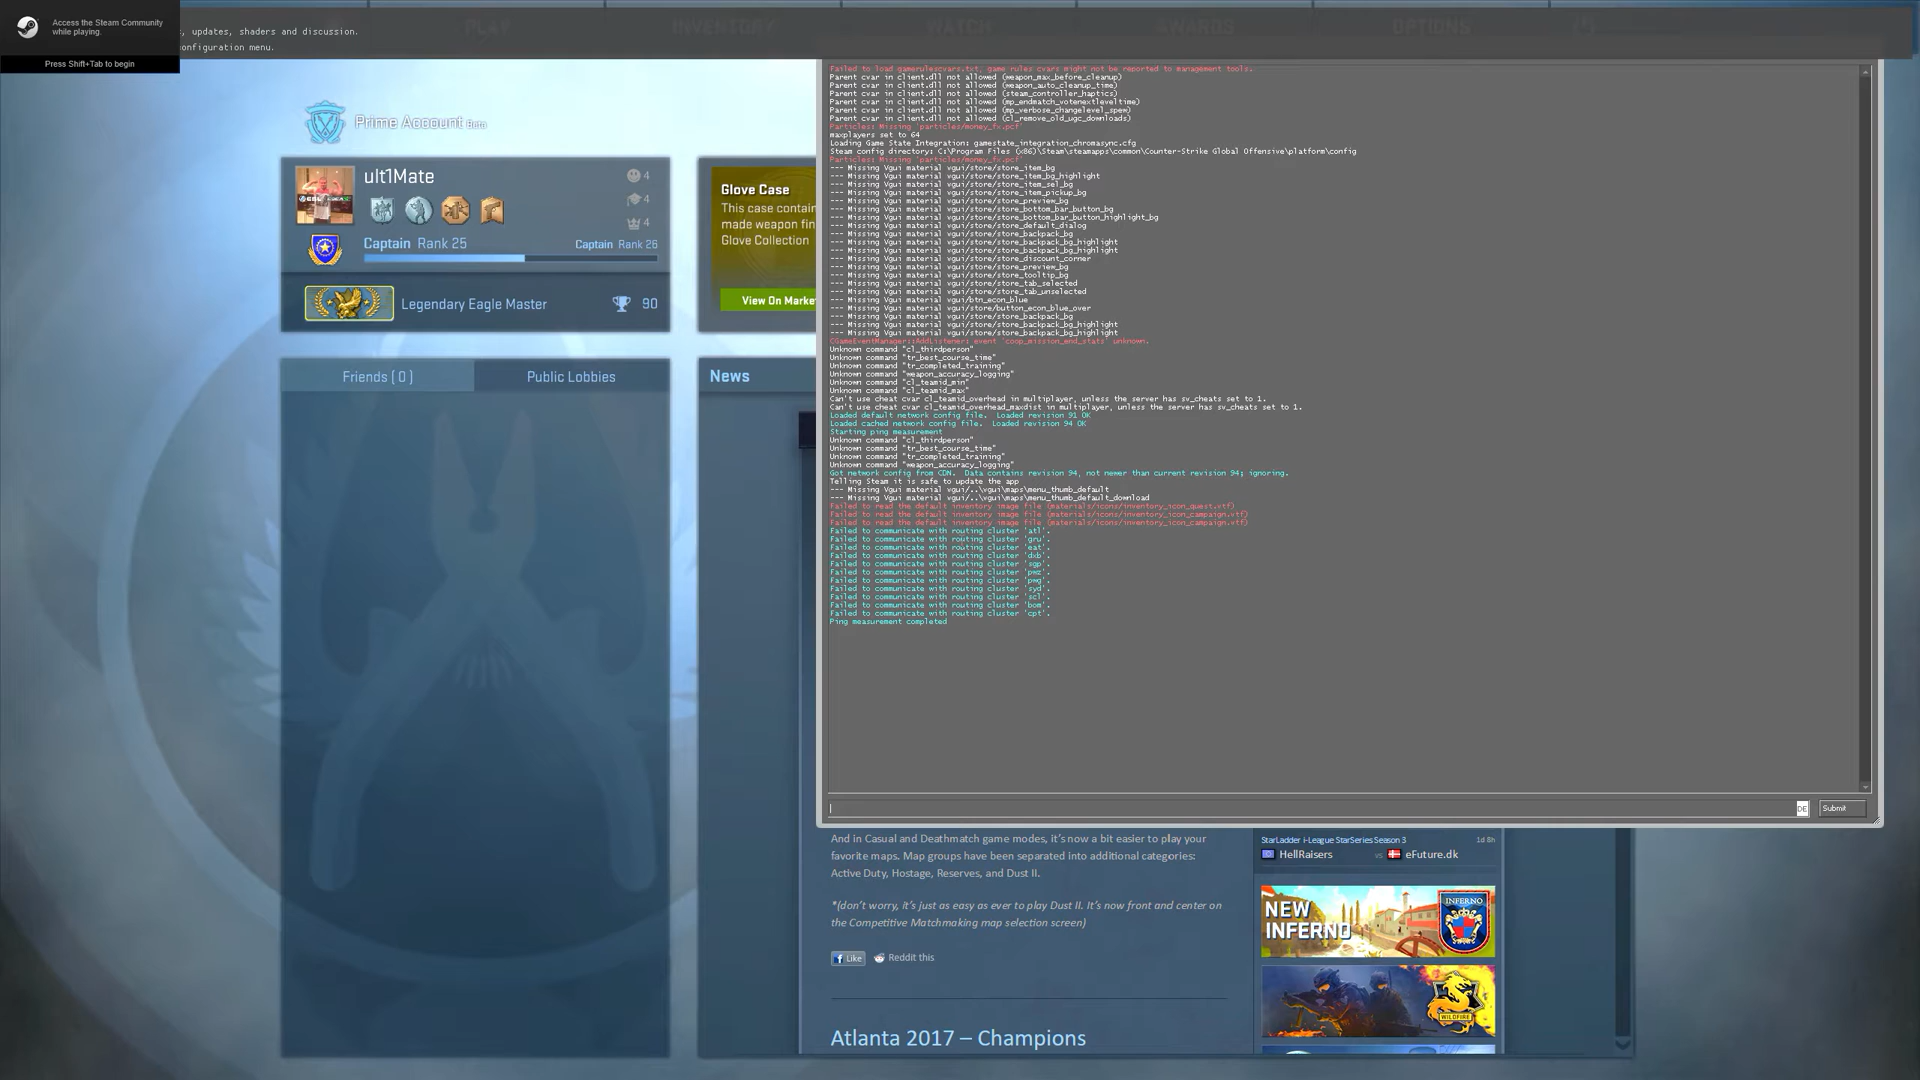 Access the Steam Community
while playing.
Press Shift+Tab to begin
, updates, shaders and discussion.
onfiguration menu.
PLAY
INVENTORY
WATCH
AWARDS
OPTIONS
Prime Account Beta
ult1Mate
4
4
4
Captain Rank 25
Captain Rank 26
Legendary Eagle Master
90
Glove Case
This case contain
made weapon fin
Glove Collection
View On Marke
Friends ( 0 )
Public Lobbies
News
Failed to load gamerulescvars.txt, game rules cvars might not be reported to management tools.
Parent cvar in client.dll not allowed (weapon_max_before_cleanup)
Parent cvar in client.dll not allowed (weapon_auto_cleanup_time)
Parent cvar in client.dll not allowed (steam_controller_haptics)
Parent cvar in client.dll not allowed (mp_endmatch_votenextleveltime)
Parent cvar in client.dll not allowed (mp_verbose_changelevel_spew)
Parent cvar in client.dll not allowed (cl_remove_old_ugc_downloads)
Particles: Missing 'particles/money_fx.pcf'
maxplayers set to 64
Loading Game State Integration: gamestate_integration_chromasync.cfg
Steam config directory: C:\Program Files (x86)\Steam\steamapps\common\Counter-Strike Global Offensive\platform\config
Particles: Missing 'particles/money_fx.pcf'
--- Missing Vgui material vgui/store/store_item_bg
--- Missing Vgui material vgui/store/store_item_bg_highlight
--- Missing Vgui material vgui/store/store_item_sel_bg
--- Missing Vgui material vgui/store/store_item_pickup_bg
--- Missing Vgui material vgui/store/store_preview_bg
--- Missing Vgui material vgui/store/store_bottom_bar_button_bg
--- Missing Vgui material vgui/store/store_bottom_bar_button_highlight_bg
--- Missing Vgui material vgui/store/store_default_dialog
--- Missing Vgui material vgui/store/store_backpack_bg
--- Missing Vgui material vgui/store/store_backpack_bg_highlight
--- Missing Vgui material vgui/store/store_backpack_bg_highlight
--- Missing Vgui material vgui/store/store_discount_corner
--- Missing Vgui material vgui/store/store_preview_bg
--- Missing Vgui material vgui/store/store_tooltip_bg
--- Missing Vgui material vgui/store/store_tab_selected
--- Missing Vgui material vgui/store/store_tab_unselected
--- Missing Vgui material vgui/btn_econ_blue
--- Missing Vgui material vgui/store/button_econ_blue_over
--- Missing Vgui material vgui/store/store_backpack_bg
--- Missing Vgui material vgui/store/store_backpack_bg_highlight
--- Missing Vgui material vgui/store/store_backpack_bg_highlight
CGameEventManager::AddListener: event 'coop_mission_end_stats' unknown.
Unknown command "cl_thirdperson"
Unknown command "tr_best_course_time"
Unknown command "tr_completed_training"
Unknown command "weapon_accuracy_logging"
Unknown command "cl_teamid_min"
Unknown command "cl_teamid_max"
Can't use cheat cvar cl_teamid_overhead in multiplayer, unless the server has sv_cheats set to 1.
Can't use cheat cvar cl_teamid_overhead_maxdist in multiplayer, unless the server has sv_cheats set to 1.
Loaded default network config file.  Loaded revision 91 OK
Loaded cached network config file.  Loaded revision 94 OK
Starting ping measurement
Unknown command "cl_thirdperson"
Unknown command "tr_best_course_time"
Unknown command "tr_completed_training"
Unknown command "weapon_accuracy_logging"
Got network config from CDN.  Data contains revision 94, not newer than current revision 94; ignoring.
Telling Steam it is safe to update the app
--- Missing Vgui material vgui/..\vgui\maps\menu_thumb_default
--- Missing Vgui material vgui/..\vgui\maps\menu_thumb_default_download
Failed to read the default inventory image file (materials/icons/inventory_icon_quest.vtf)
Failed to read the default inventory image file (materials/icons/inventory_icon_campaign.vtf)
Failed to read the default inventory image file (materials/icons/inventory_icon_campaign.vtf)
Failed to communicate with routing cluster 'atl'.
Failed to communicate with routing cluster 'gru'.
Failed to communicate with routing cluster 'eat'.
Failed to communicate with routing cluster 'dxb'.
Failed to communicate with routing cluster 'sgp'.
Failed to communicate with routing cluster 'pwz'.
Failed to communicate with routing cluster 'pwg'.
Failed to communicate with routing cluster 'syd'.
Failed to communicate with routing cluster 'scl'.
Failed to communicate with routing cluster 'bom'.
Failed to communicate with routing cluster 'cpt'.
Ping measurement completed
DE
Submit
And in Casual and Deathmatch game modes, it's now a bit easier to play your
favorite maps. Map groups have been separated into additional categories:
Active Duty, Hostage, Reserves, and Dust II.
*(don't worry, it's just as easy as ever to play Dust II. It's now front and center on
the Competitive Matchmaking map selection screen)
Like
Reddit this
Atlanta 2017 – Champions
StarLadder i-League StarSeries Season 3
1d 8h
HellRaisers
vs
eFuture.dk
NEW
INFERNO
INFERNO
WILDFIRE